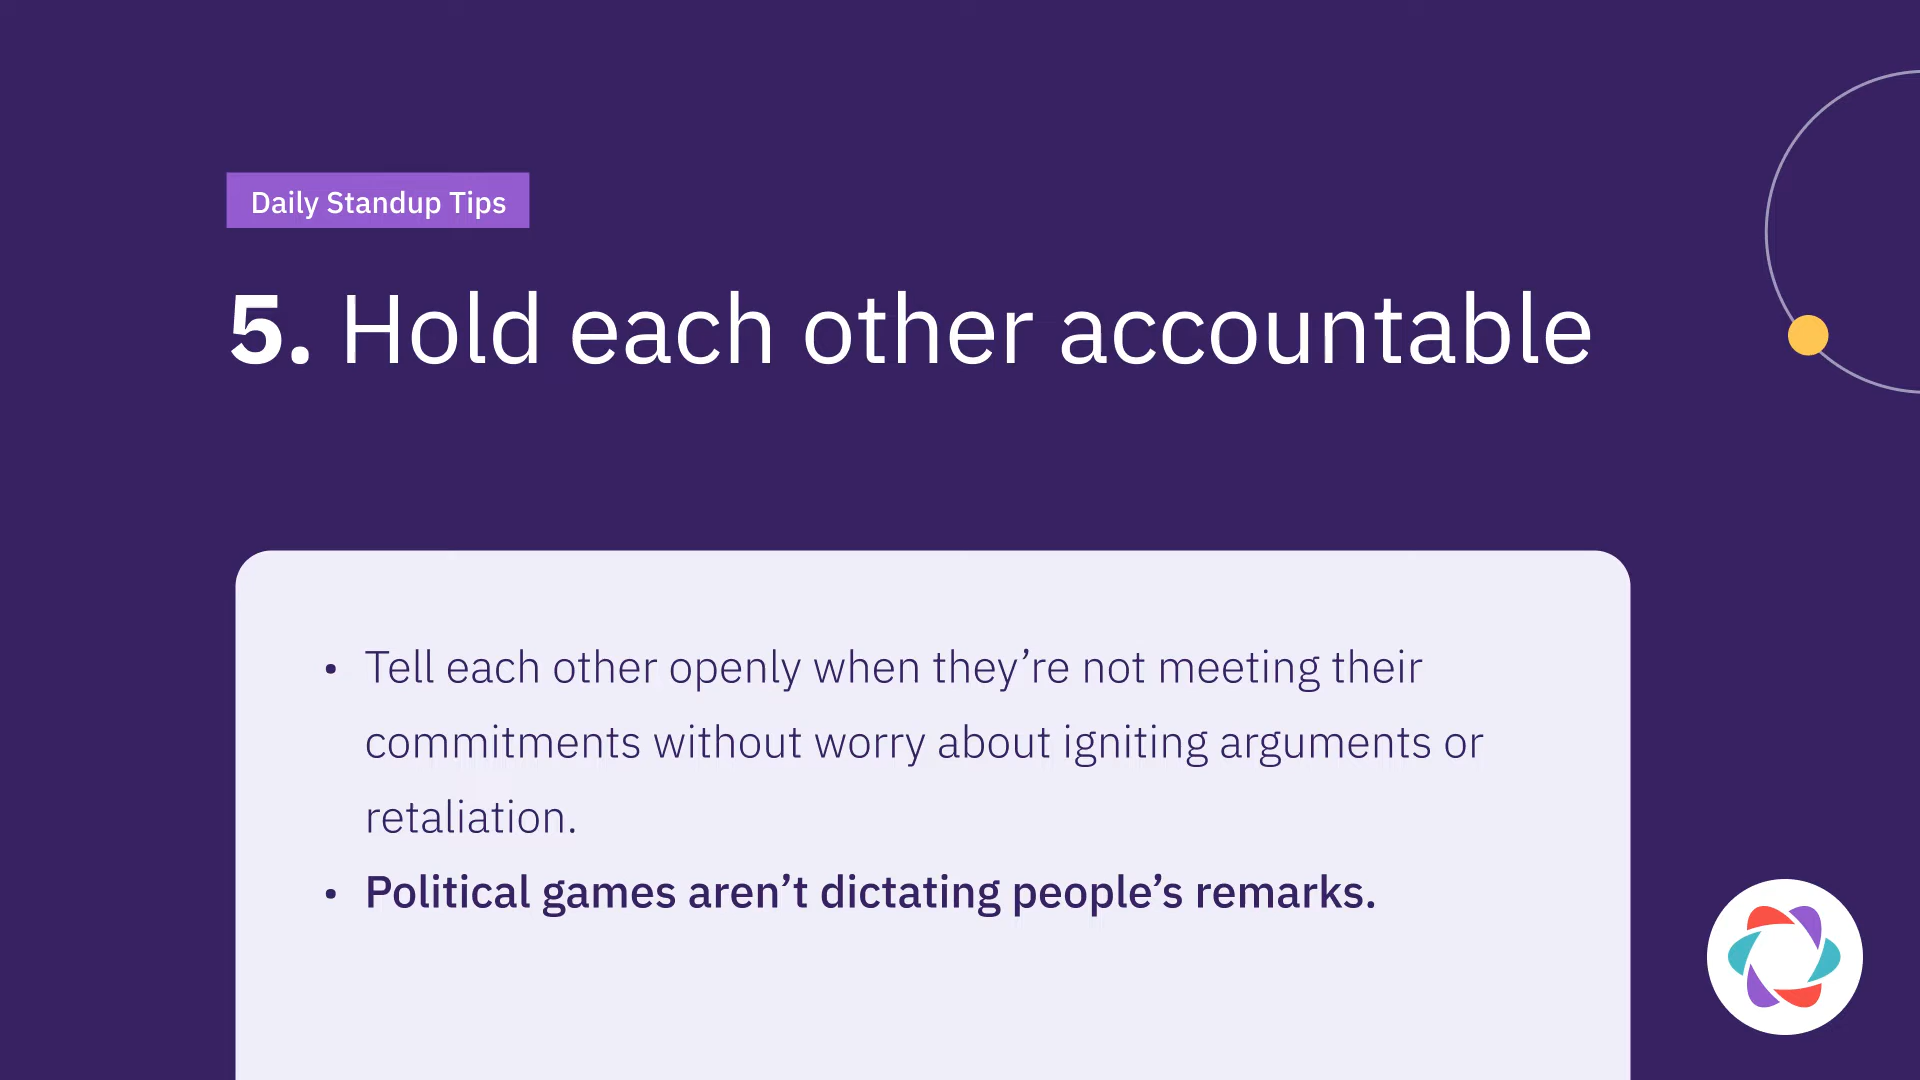 Daily Standup Tips
5. Hold each other accountable
• Tell each other openly when they’re not meeting their
commitments without worry about igniting arguments or
retaliation.
• Political games aren’t dictating people’s remarks.